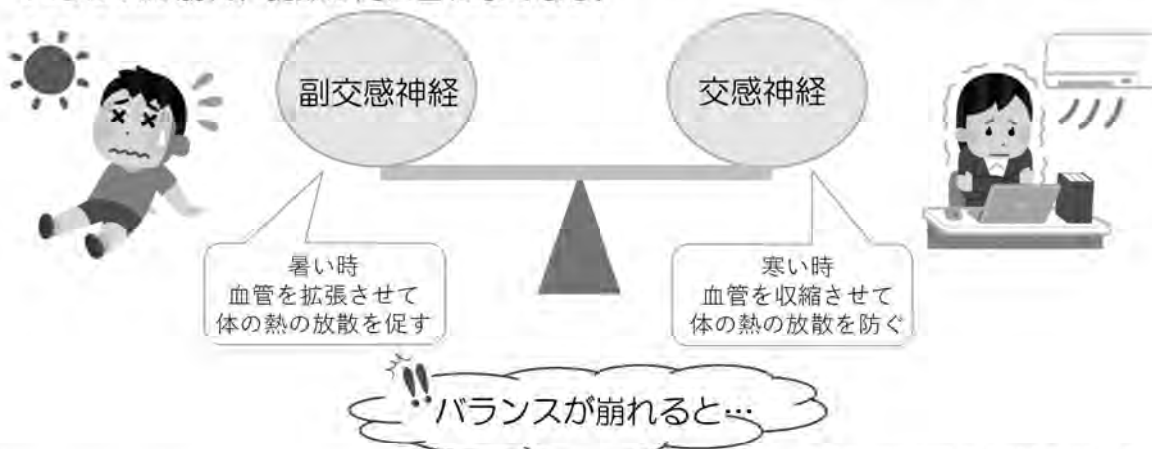 副交感神経
交感神経
暑い時
血管を拡張させて
体の熱の放散を促す
寒い時
血管を収縮させて
体の熱の放散を防ぐ
バランスが崩れると…